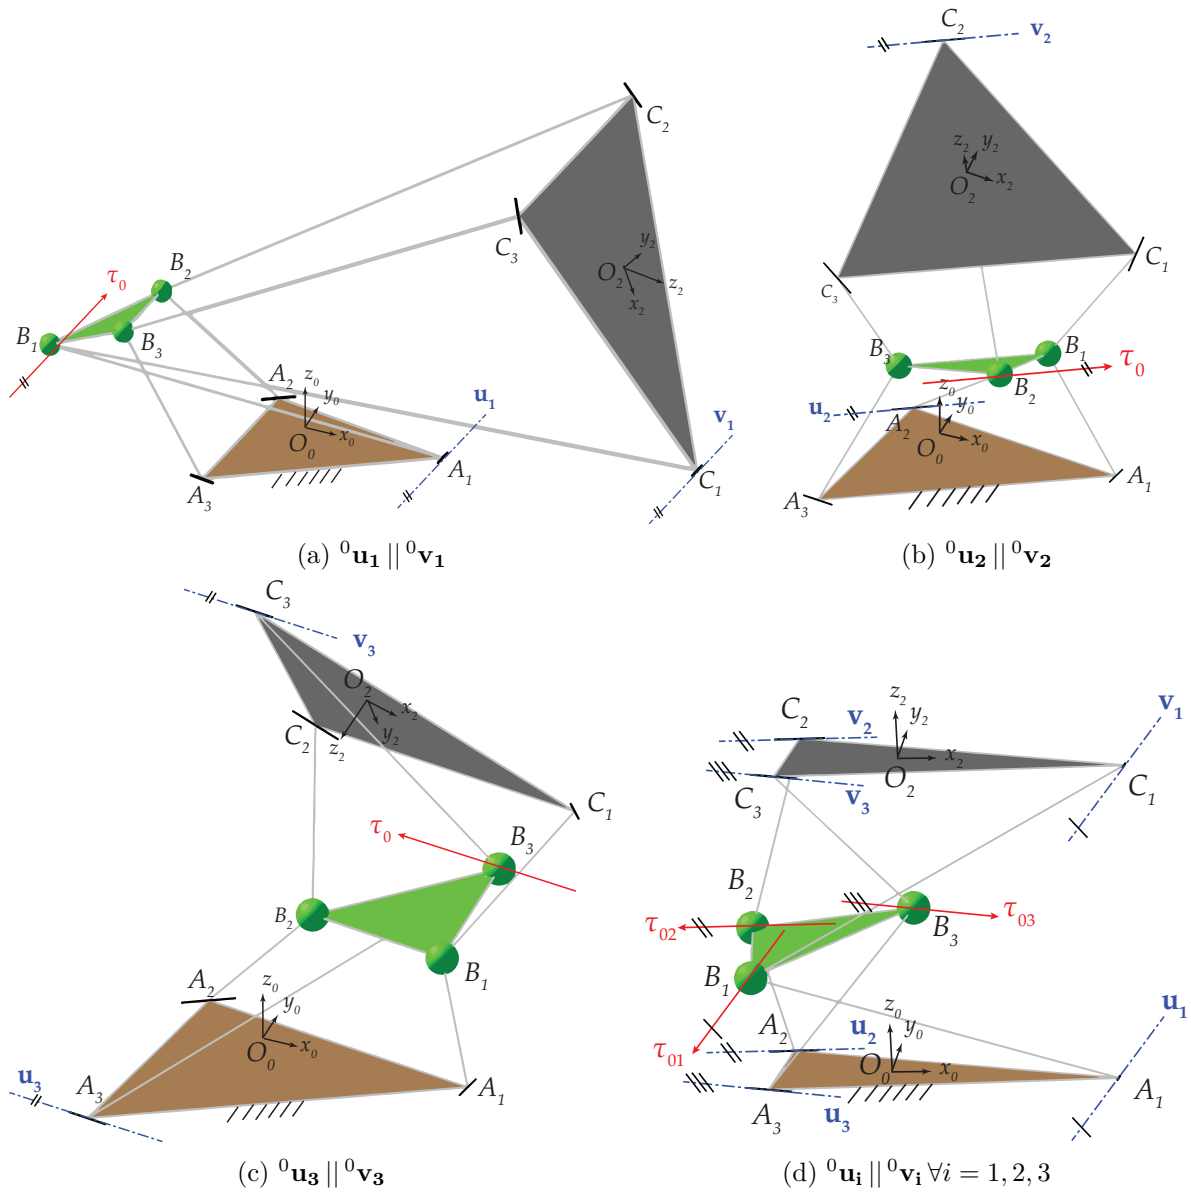 C₂
C₃
B₂
τ₀
B₁
B₃
O₂
y₂
z₂
x₂
A₂
z₀
y₀
x₀
O₀
A₃
A₁
u₁
v₁
C₁
(a) ⁰u₁ || ⁰v₁
C₂
v₂
z₂
y₂
x₂
O₂
C₁
C₃
B₃
B₁
B₂
τ₀
u₂
z₀
y₀
x₀
A₂
O₀
A₁
A₃
(b) ⁰u₂ || ⁰v₂
C₃
v₃
O₂
x₂
y₂
z₂
C₂
C₁
τ₀
B₃
B₂
B₁
A₂
z₀
y₀
x₀
O₀
u₃
A₃
A₁
(c) ⁰u₃ || ⁰v₃
C₂
v₂
z₂
y₂
x₂
O₂
v₁
C₃
v₃
C₁
B₂
τ₀₂
τ₀₃
B₃
B₁
τ₀₁
A₂
u₂
z₀
y₀
x₀
O₀
u₁
A₁
A₃
u₃
(d) ⁰uᵢ || ⁰vᵢ ∀i = 1, 2, 3